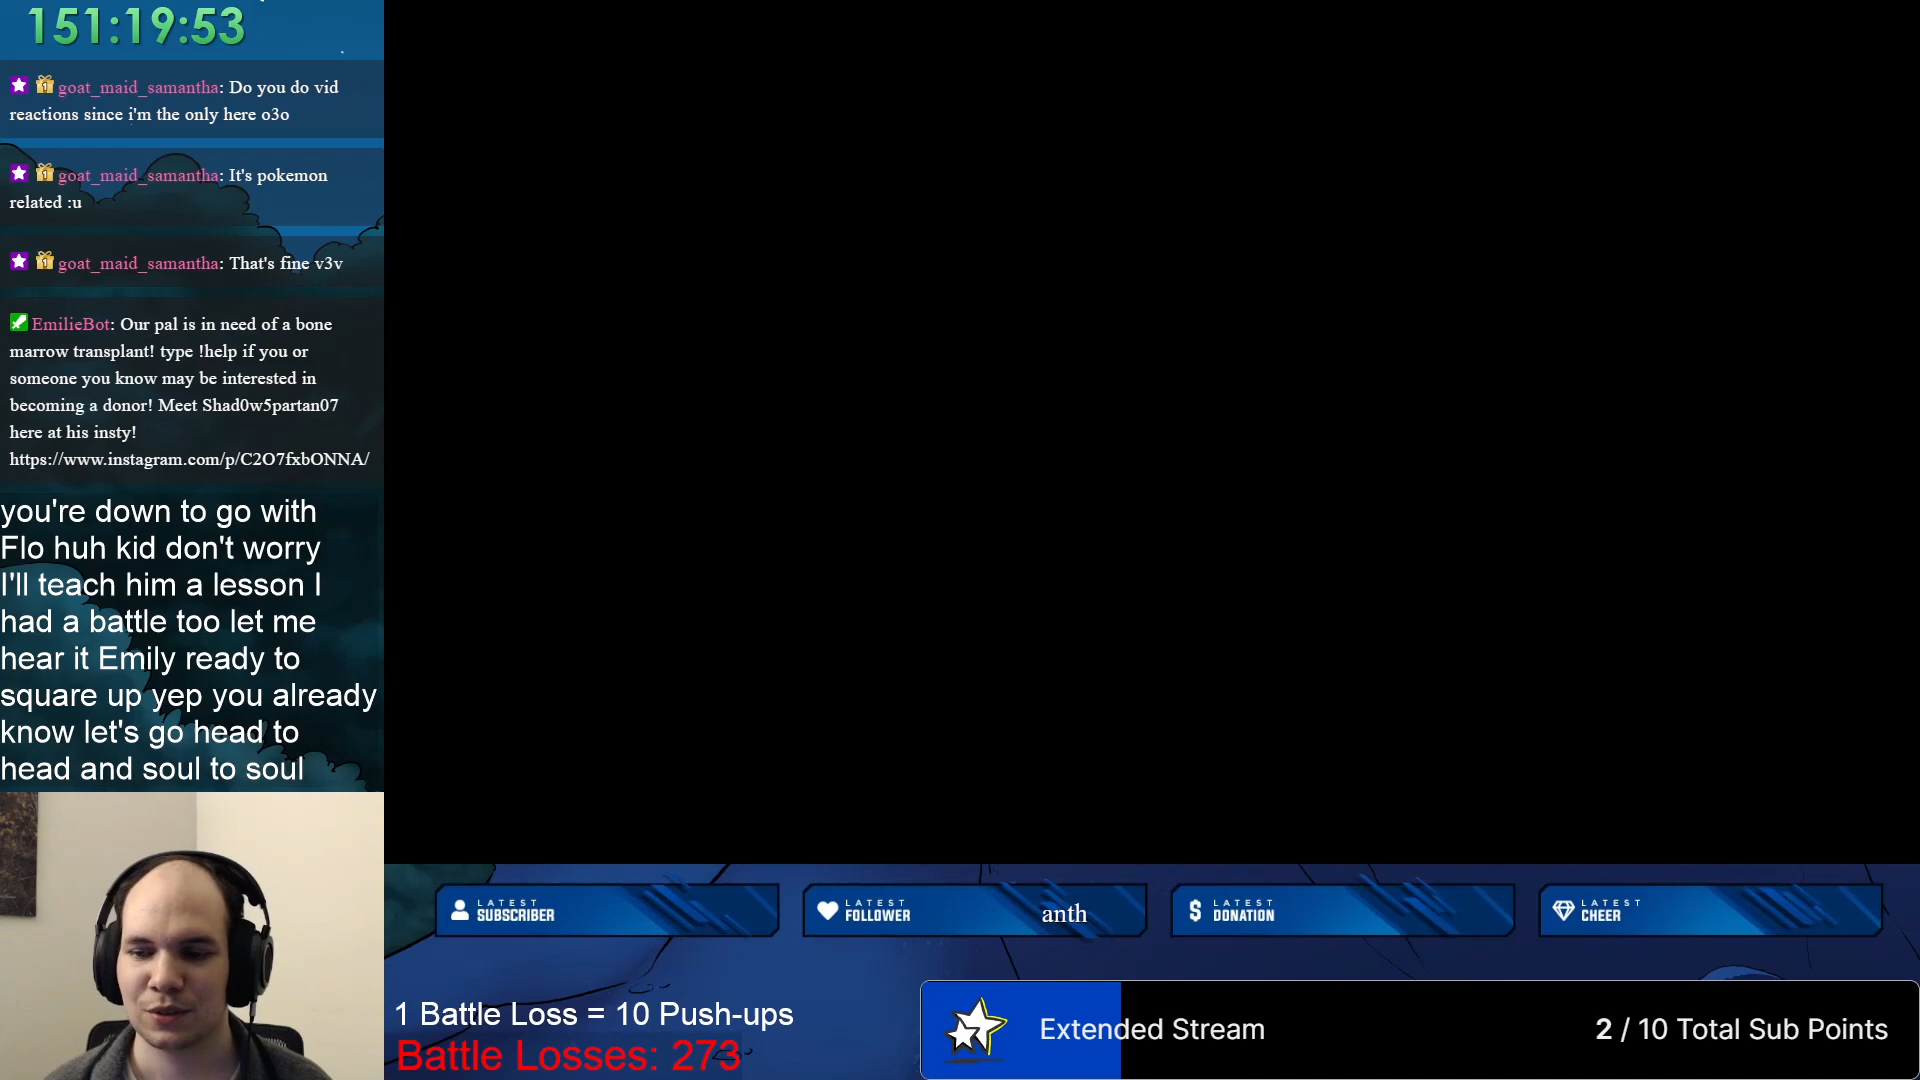 151:19:53
goat_maid_samantha: Do you do vid
reactions since i'm the only here o3o
goat_maid_samantha: It's pokemon
related :u
goat_maid_samantha: That's fine v3v
EmilieBot: Our pal is in need of a bone
marrow transplant! type !help if you or
someone you know may be interested in
becoming a donor! Meet Shad0w5partan07
here at his insty!
https://www.instagram.com/p/C2O7fxbONNA/
you're down to go with
Flo huh kid don't worry
I'll teach him a lesson I
had a battle too let me
hear it Emily ready to
square up yep you already
know let's go head to
head and soul to soul
LATEST
SUBSCRIBER
LATEST
FOLLOWER
anth
LATEST
DONATION
LATEST
CHEER
1 Battle Loss = 10 Push-ups
Battle Losses: 273
Extended Stream
2 / 10 Total Sub Points